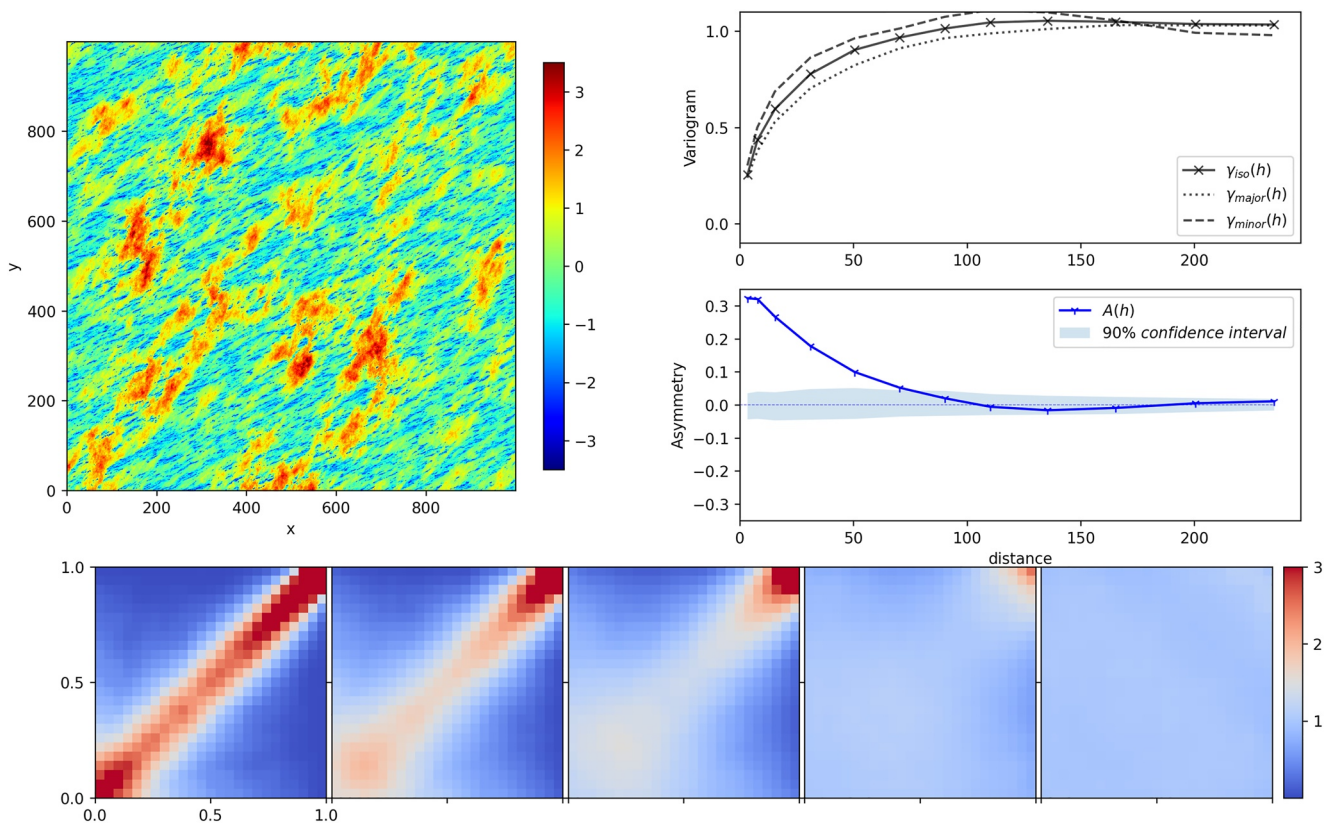 y
800
600
400
200
0
0 200 400 600 800
x
3
2
1
0
−1
−2
−3
Variogram
1.0
0.5
0.0
γiso(h)
γmajor(h)
γminor(h)
0 50 100 150 200
Asymmetry
0.3
0.2
0.1
0.0
−0.1
−0.2
−0.3
A(h)
90% confidence interval
0 50 100 150 200
distance
1.0
0.5
0.0
0.0 0.5 1.0
3
2
1